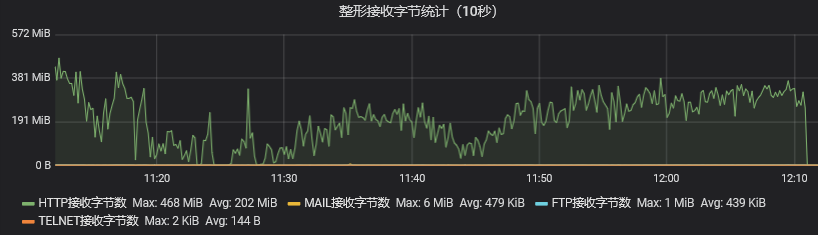 整形接收字节统计（10秒）
572 MiB
381 MiB
191 MiB
0 B
11:20 11:30 11:40 11:50 12:00 12:10
HTTP接收字节数 Max: 468 MiB Avg: 202 MiB MAIL接收字节数 Max: 6 MiB Avg: 479 KiB FTP接收字节数 Max: 1 MiB Avg: 439 KiB
TELNET接收字节数 Max: 2 KiB Avg: 144 B